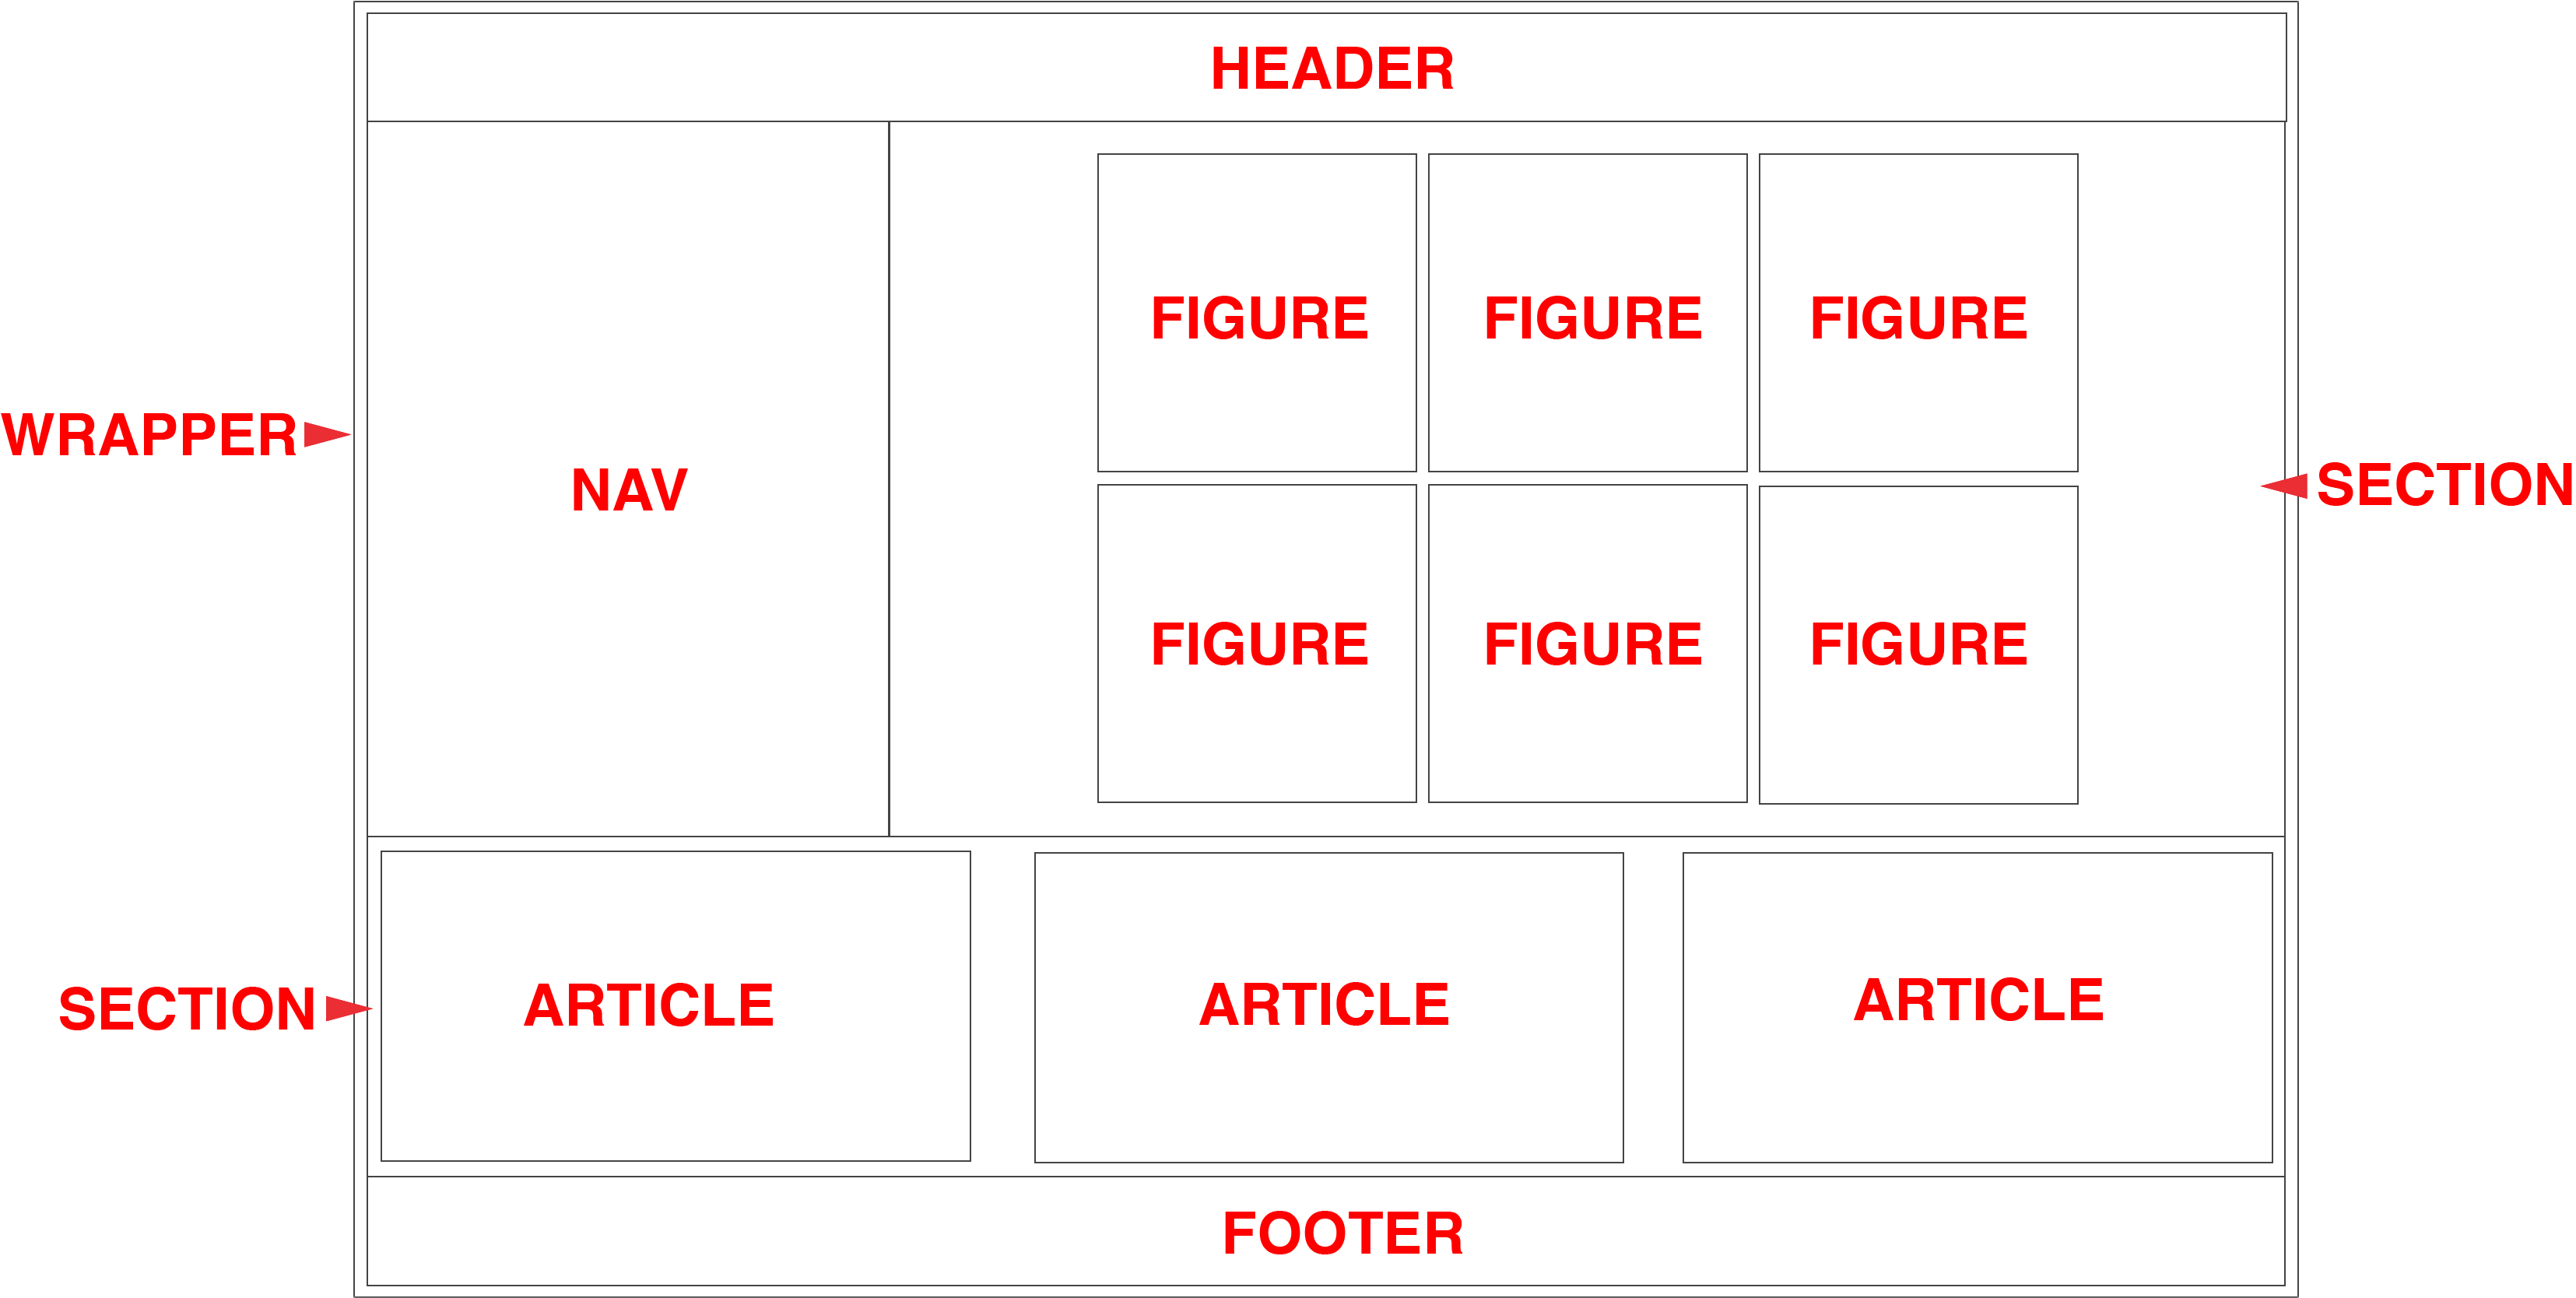 HEADER
FIGURE FIGURE FIGURE
WRAPPER
NAV
SECTION
FIGURE FIGURE FIGURE
SECTION
ARTICLE ARTICLE ARTICLE
FOOTER